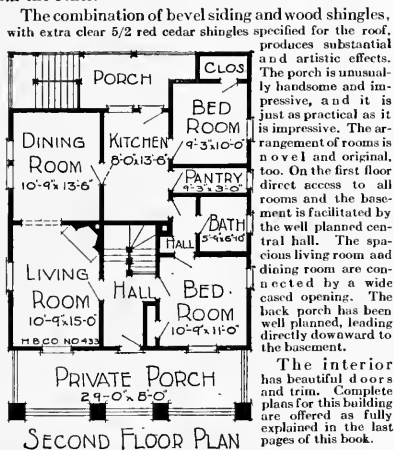 The combination of bevel siding and wood shingles,
with extra clear 5/2 red cedar shingles specified for the roof,
produces substantial
and artistic effects.
The porch is unusual-
ly handsome and im-
pressive, and it is
just as practical as it
is impressive. The ar-
rangement of rooms is
novel and original,
too. On the first floor
direct access to all
rooms and the base-
ment is facilitated by
the well planned cen-
tral hall. The spa-
cious living room and
dining room are con-
nected by a wide
cased opening. The
back porch has been
well planned, leading
directly downward to
the basement.
The interior
has beautiful doors
and trim. Complete
plans for this building
are offered as fully
explained in the last
pages of this book.
PORCH
CLOS
BED
ROOM
9'-3"x10'-0"
DINING
ROOM
10'-9"x13'-6"
KITCHEN
8'-0"x13'-6"
PANTRY
9'-3"x3'-0"
BATH
5'-9"x6'-10"
HALL
LIVING
ROOM
10'-9"x15'-0"
HALL
BED
ROOM
10'-9"x11'-0"
H B CO NO 433
PRIVATE PORCH
29'-0"x8'-0"
SECOND FLOOR PLAN